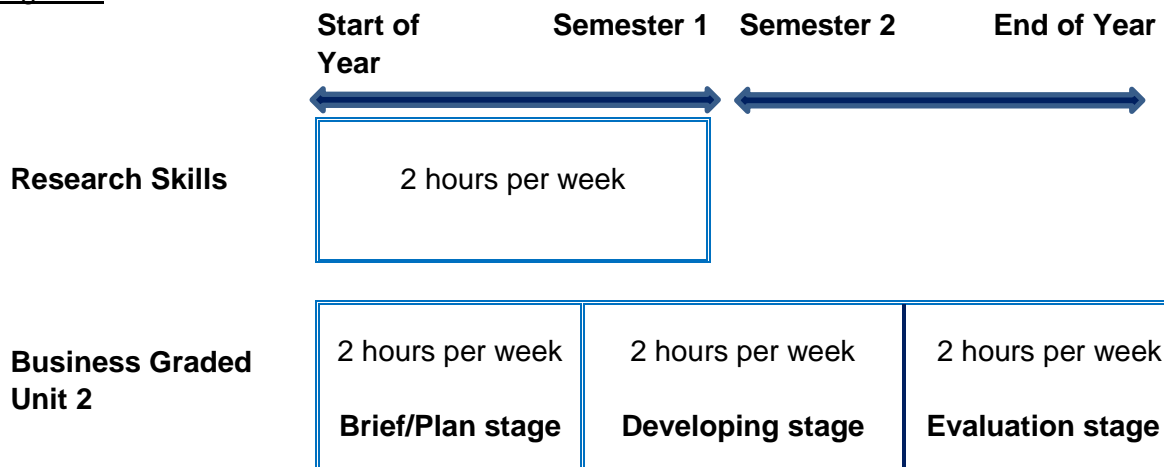 Start of Semester 1 Semester 2 End of Year
Year
Research Skills 2 hours per week
2 hours per week 2 hours per week 2 hours per week
Business Graded
Unit 2
Brief/Plan stage Developing stage Evaluation stage